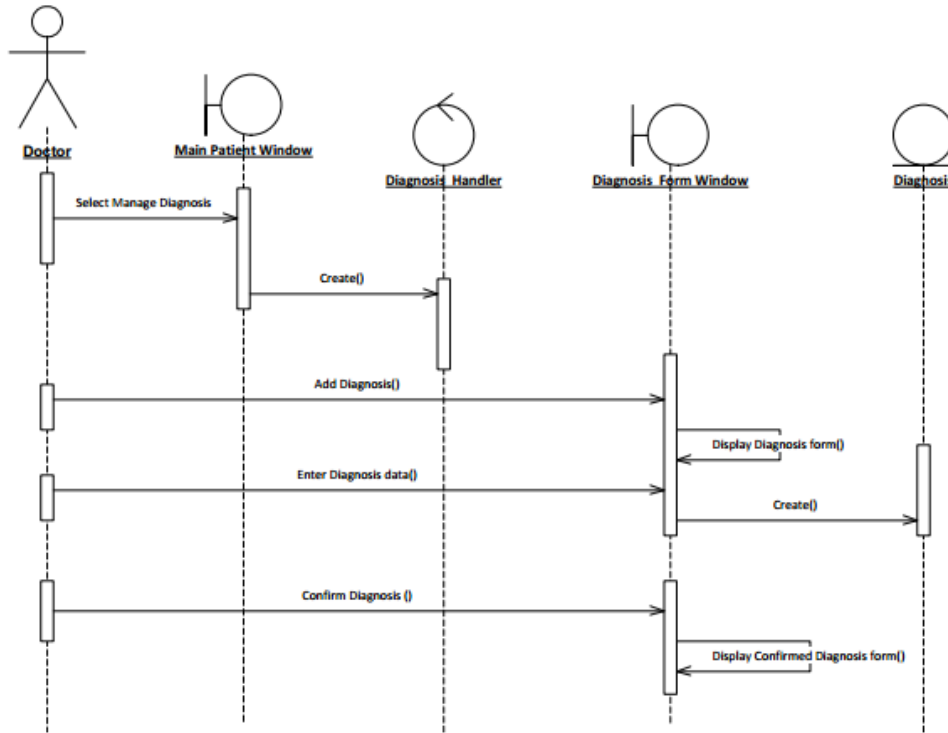 Doctor
Main Patient Window
Diagnosis_Handler
Diagnosis_Form Window
Diagnosis
Select Manage Diagnosis
Create()
Add Diagnosis()
Display Diagnosis form()
Enter Diagnosis data()
Create()
Confirm Diagnosis ()
Display Confirmed Diagnosis form()